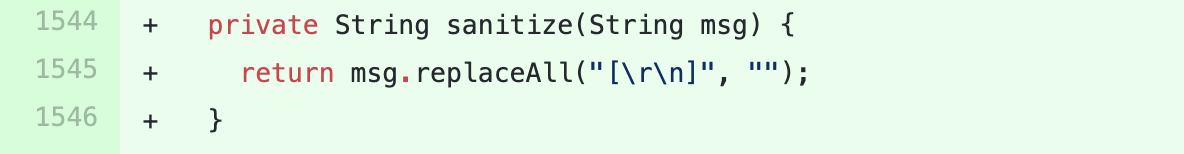 1544 + private String sanitize(String msg) {
1545 + return msg.replaceAll("[\r\n]", "");
1546 + }